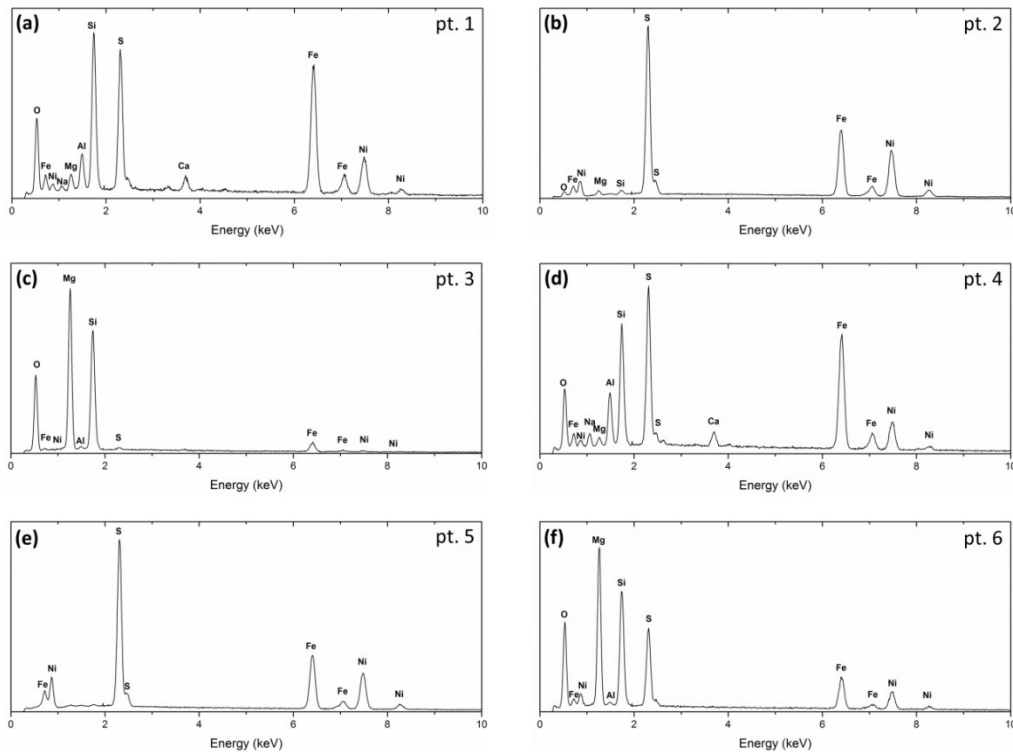 (a) pt. 1
Si
S
Fe
O
Al
Fe
Ni
Na
Mg
Ca
Fe
Ni
Ni
0 2 4 6 8 10
Energy (keV)
(b) pt. 2
S
Fe
Ni
O
Fe
Ni
Mg
Si
S
Fe
Ni
0 2 4 6 8 10
Energy (keV)
(c) pt. 3
Mg
Si
O
Fe
Ni
Al
S
Fe
Fe
Ni
Ni
0 2 4 6 8 10
Energy (keV)
(d) pt. 4
S
Si
Fe
O
Al
Fe
Ni
Na
Mg
S
Ca
Fe
Ni
Ni
0 2 4 6 8 10
Energy (keV)
(e) pt. 5
S
Fe
Ni
Fe
Ni
S
Fe
Ni
0 2 4 6 8 10
Energy (keV)
(f) pt. 6
Mg
Si
S
O
Fe
Ni
Al
Fe
Fe
Ni
Ni
0 2 4 6 8 10
Energy (keV)